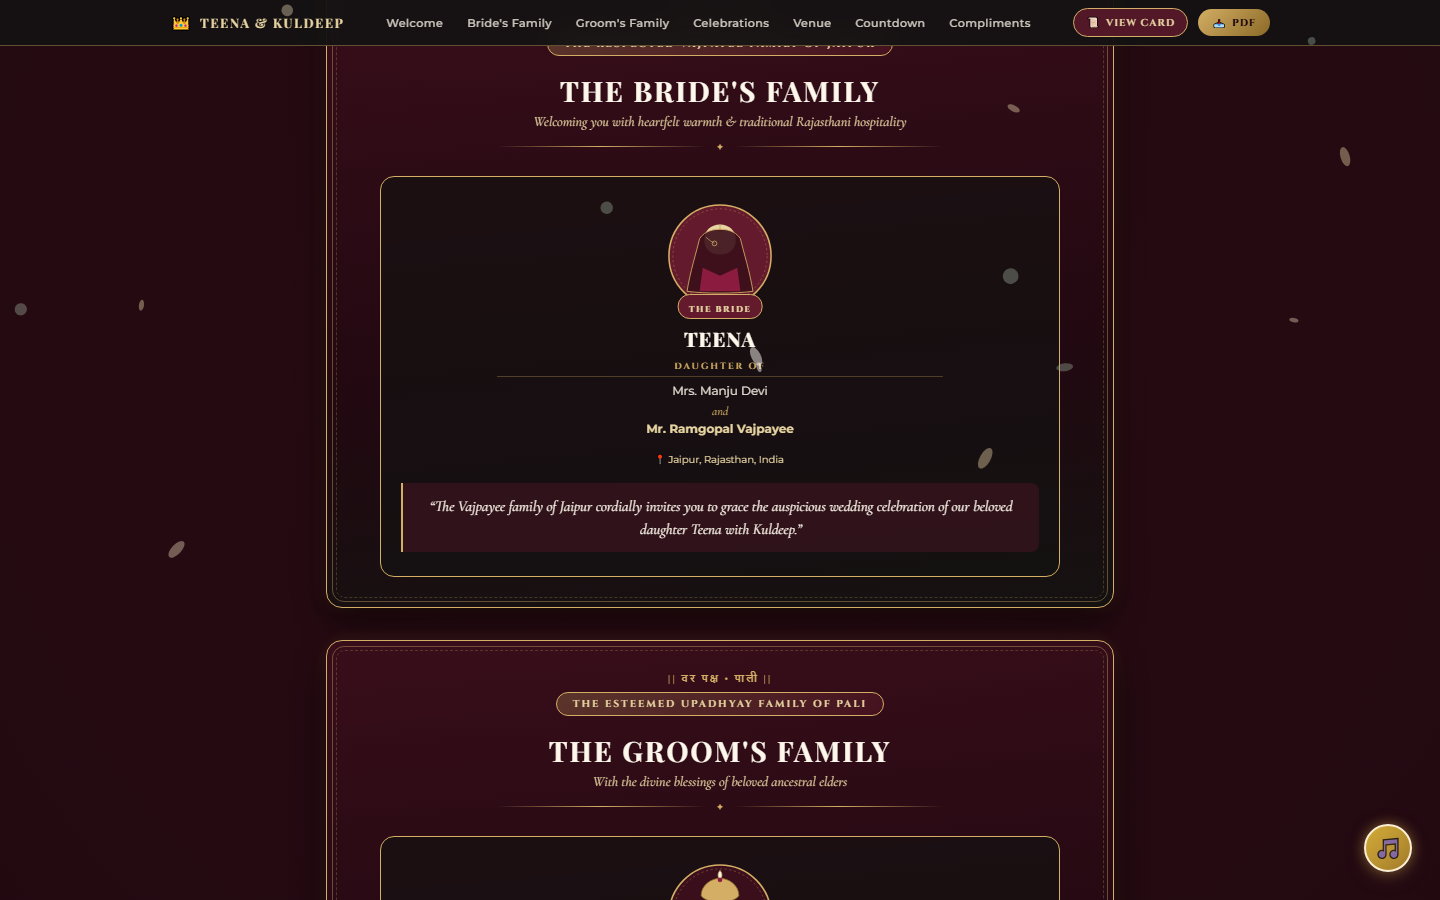 👑 TEENA & KULDEEP
Welcome
Bride's Family
Groom's Family
Celebrations
Venue
Countdown
Compliments
VIEW CARD
PDF
THE BRIDE'S FAMILY
Welcoming you with heartfelt warmth & traditional Rajasthani hospitality
THE BRIDE
TEENA
DAUGHTER OF
Mrs. Manju Devi
and
Mr. Ramgopal Vajpayee
📍 Jaipur, Rajasthan, India
“The Vajpayee family of Jaipur cordially invites you to grace the auspicious wedding celebration of our beloved
daughter Teena with Kuldeep.”
|| वर पक्ष • पाली ||
THE ESTEEMED UPADHYAY FAMILY OF PALI
THE GROOM'S FAMILY
With the divine blessings of beloved ancestral elders